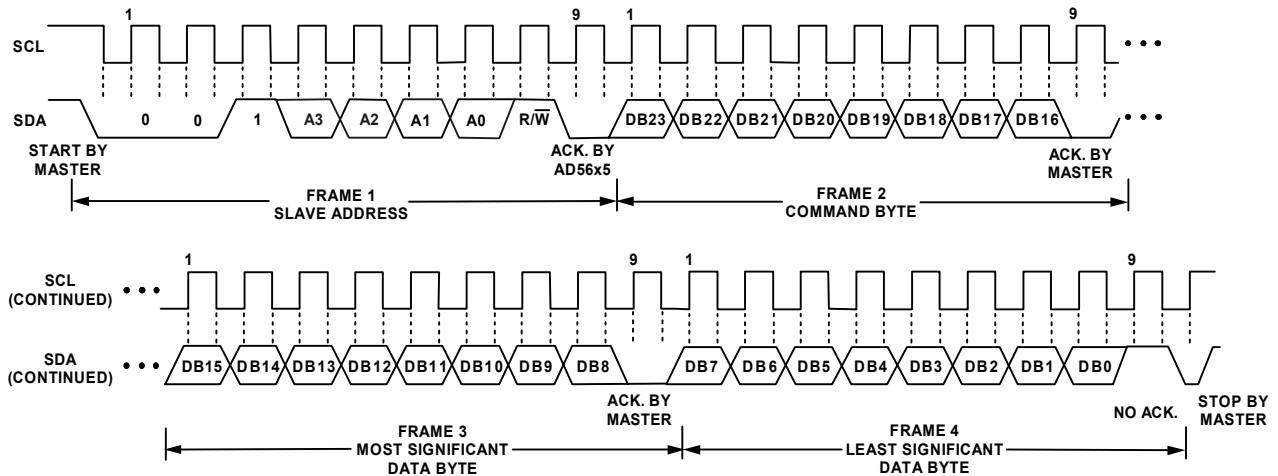 1 9 1 9
SCL
SDA 0 0 1 A3 A2 A1 A0 R/W̅ DB23 DB22 DB21 DB20 DB19 DB18 DB17 DB16
START BY
MASTER
ACK. BY
AD56x5
ACK. BY
MASTER
FRAME 1
SLAVE ADDRESS
FRAME 2
COMMAND BYTE
1 9 1 9
SCL
(CONTINUED)
SDA
(CONTINUED)
DB15 DB14 DB13 DB12 DB11 DB10 DB9 DB8 DB7 DB6 DB5 DB4 DB3 DB2 DB1 DB0
ACK. BY
MASTER
NO ACK.
STOP BY
MASTER
FRAME 3
MOST SIGNIFICANT
DATA BYTE
FRAME 4
LEAST SIGNIFICANT
DATA BYTE